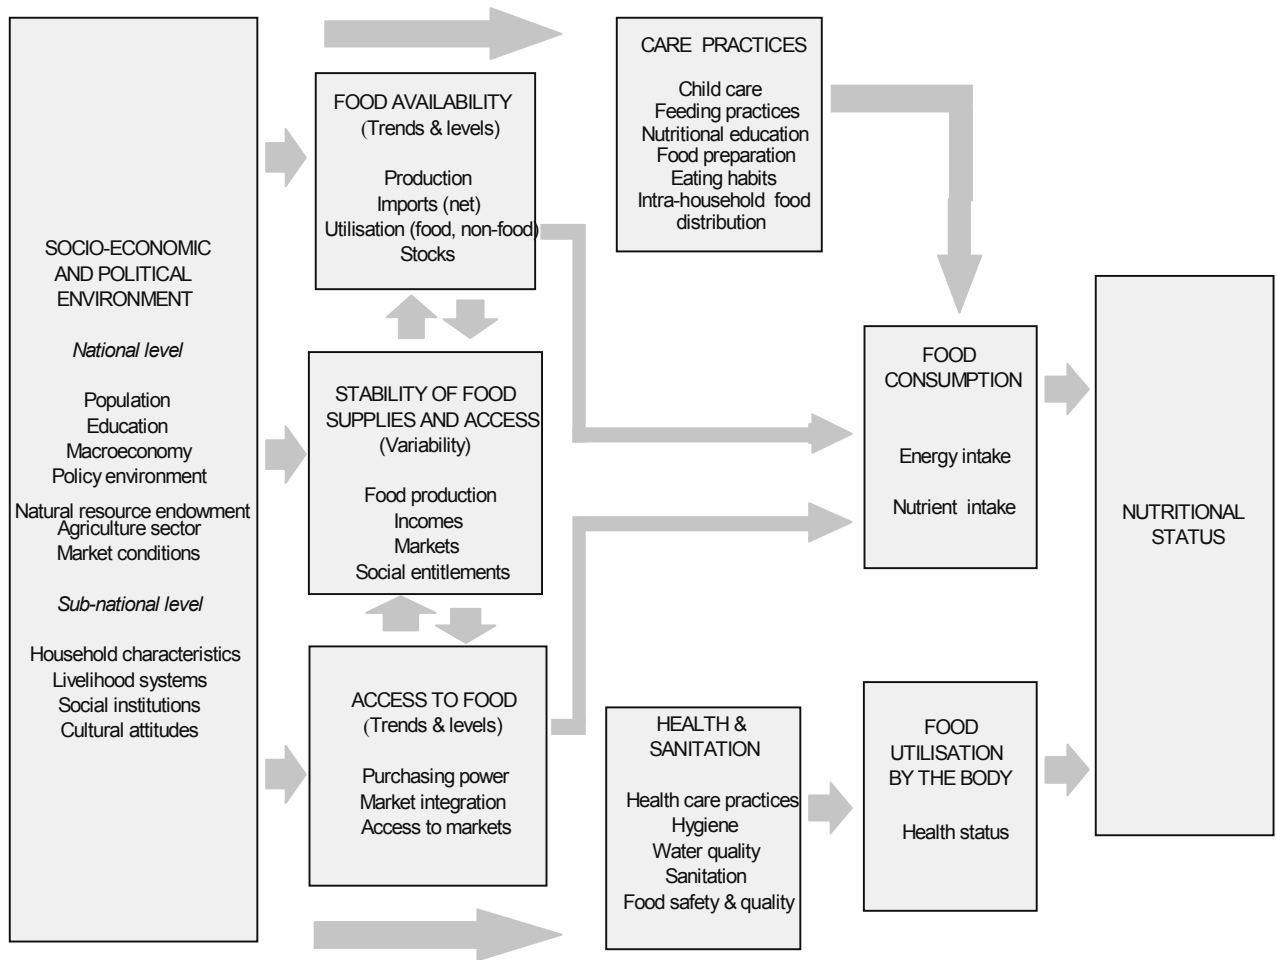 SOCIO-ECONOMIC
AND POLITICAL
ENVIRONMENT
National level
Population
Education
Macroeconomy
Policy environment
Natural resource endowment
Agriculture sector
Market conditions
Sub-national level
Household characteristics
Livelihood systems
Social institutions
Cultural attitudes
FOOD AVAILABILITY
(Trends & levels)
Production
Imports (net)
Utilisation (food, non-food)
Stocks
STABILITY OF FOOD
SUPPLIES AND ACCESS
(Variability)
Food production
Incomes
Markets
Social entitlements
ACCESS TO FOOD
(Trends & levels)
Purchasing power
Market integration
Access to markets
CARE PRACTICES
Child care
Feeding practices
Nutritional education
Food preparation
Eating habits
Intra-household food
distribution
HEALTH &
SANITATION
Health care practices
Hygiene
Water quality
Sanitation
Food safety & quality
FOOD
CONSUMPTION
Energy intake
Nutrient intake
FOOD
UTILISATION
BY THE BODY
Health status
NUTRITIONAL
STATUS